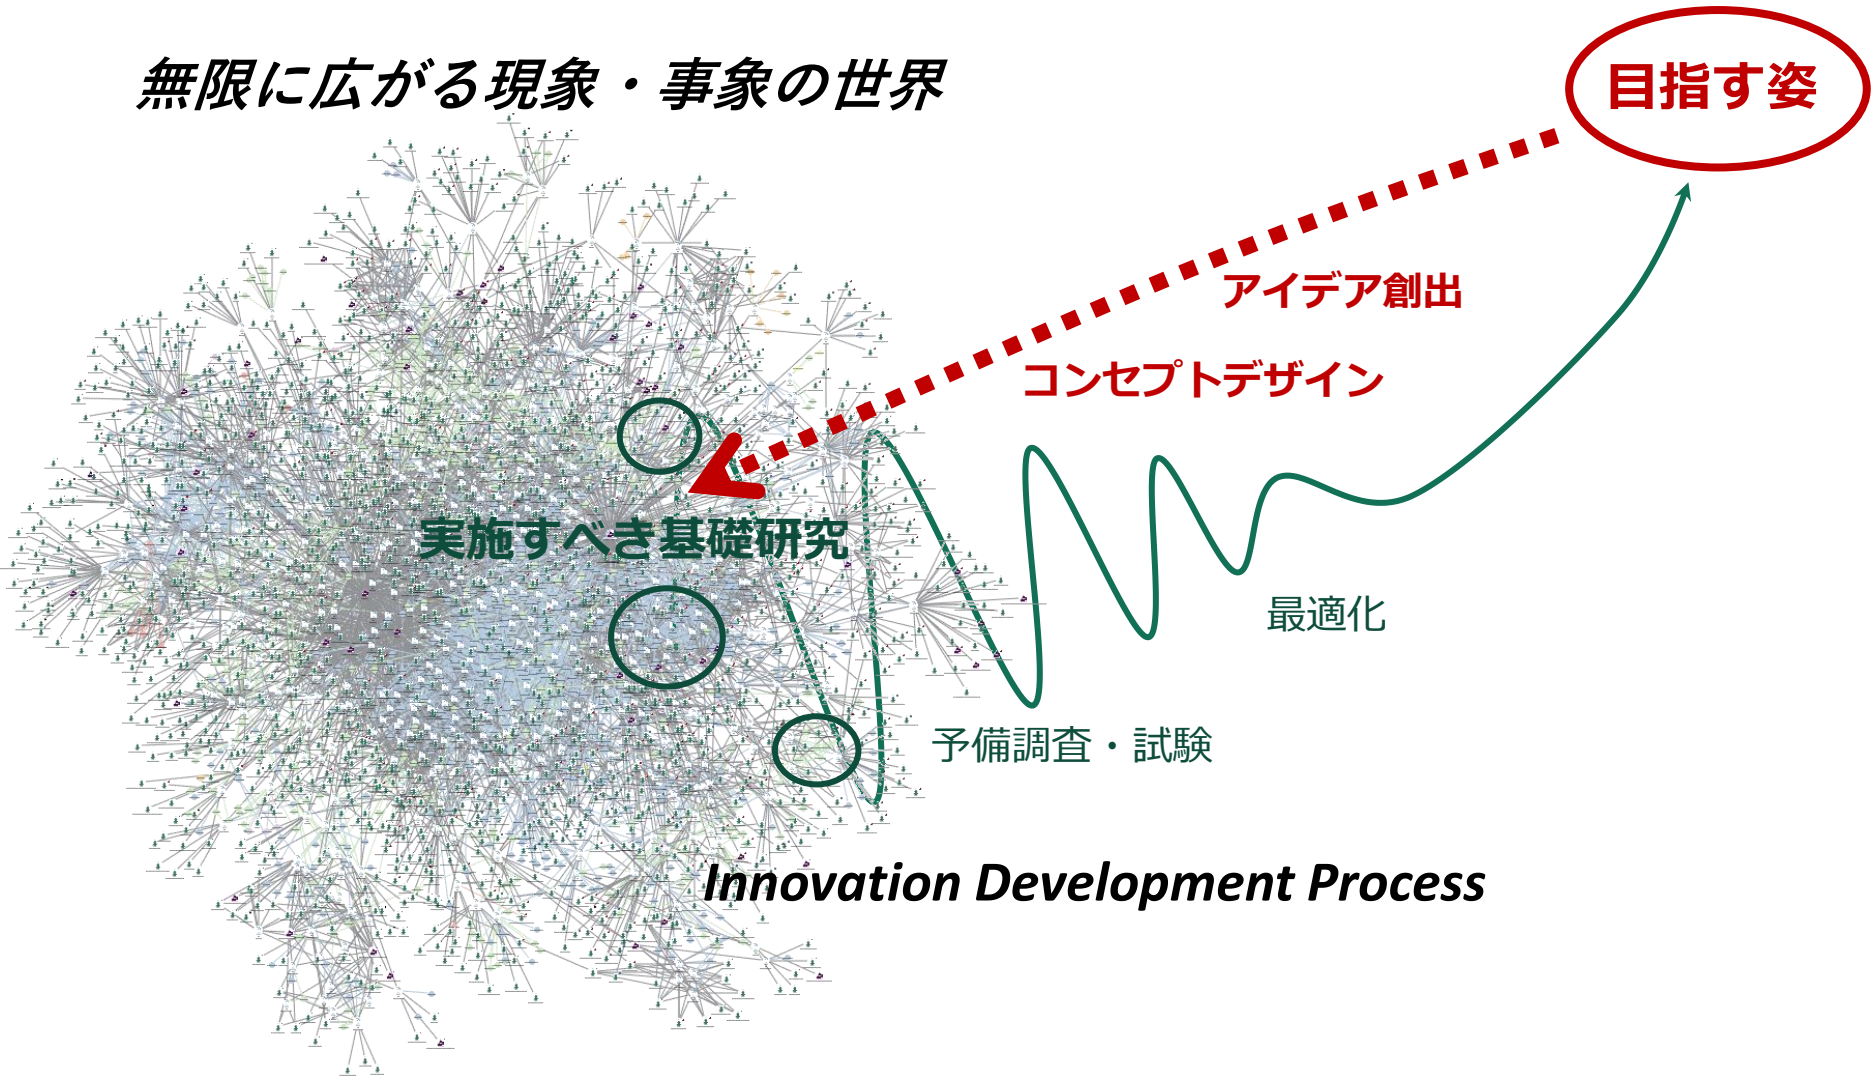 無限に広がる現象・事象の世界
目指す姿
アイデア創出
コンセプトデザイン
実施すべき基礎研究
最適化
予備調査・試験
Innovation Development Process